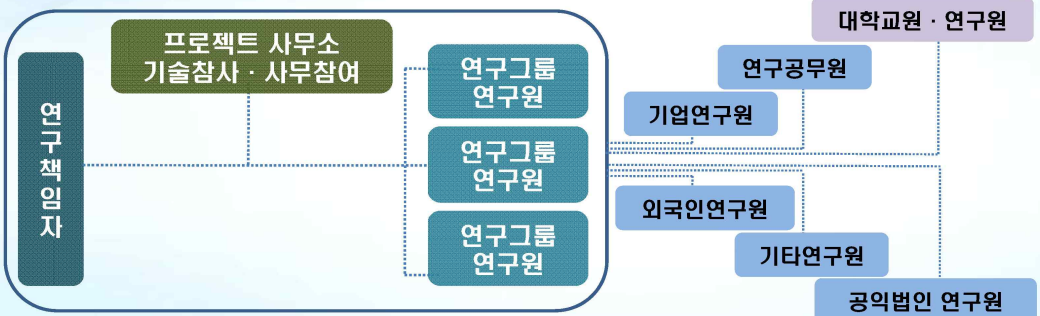 연구책임자
프로젝트 사무소
기술참사 · 사무참여
연구그룹
연구원
연구그룹
연구원
연구그룹
연구원
대학교원 · 연구원
연구공무원
기업연구원
외국인연구원
기타연구원
공익법인 연구원